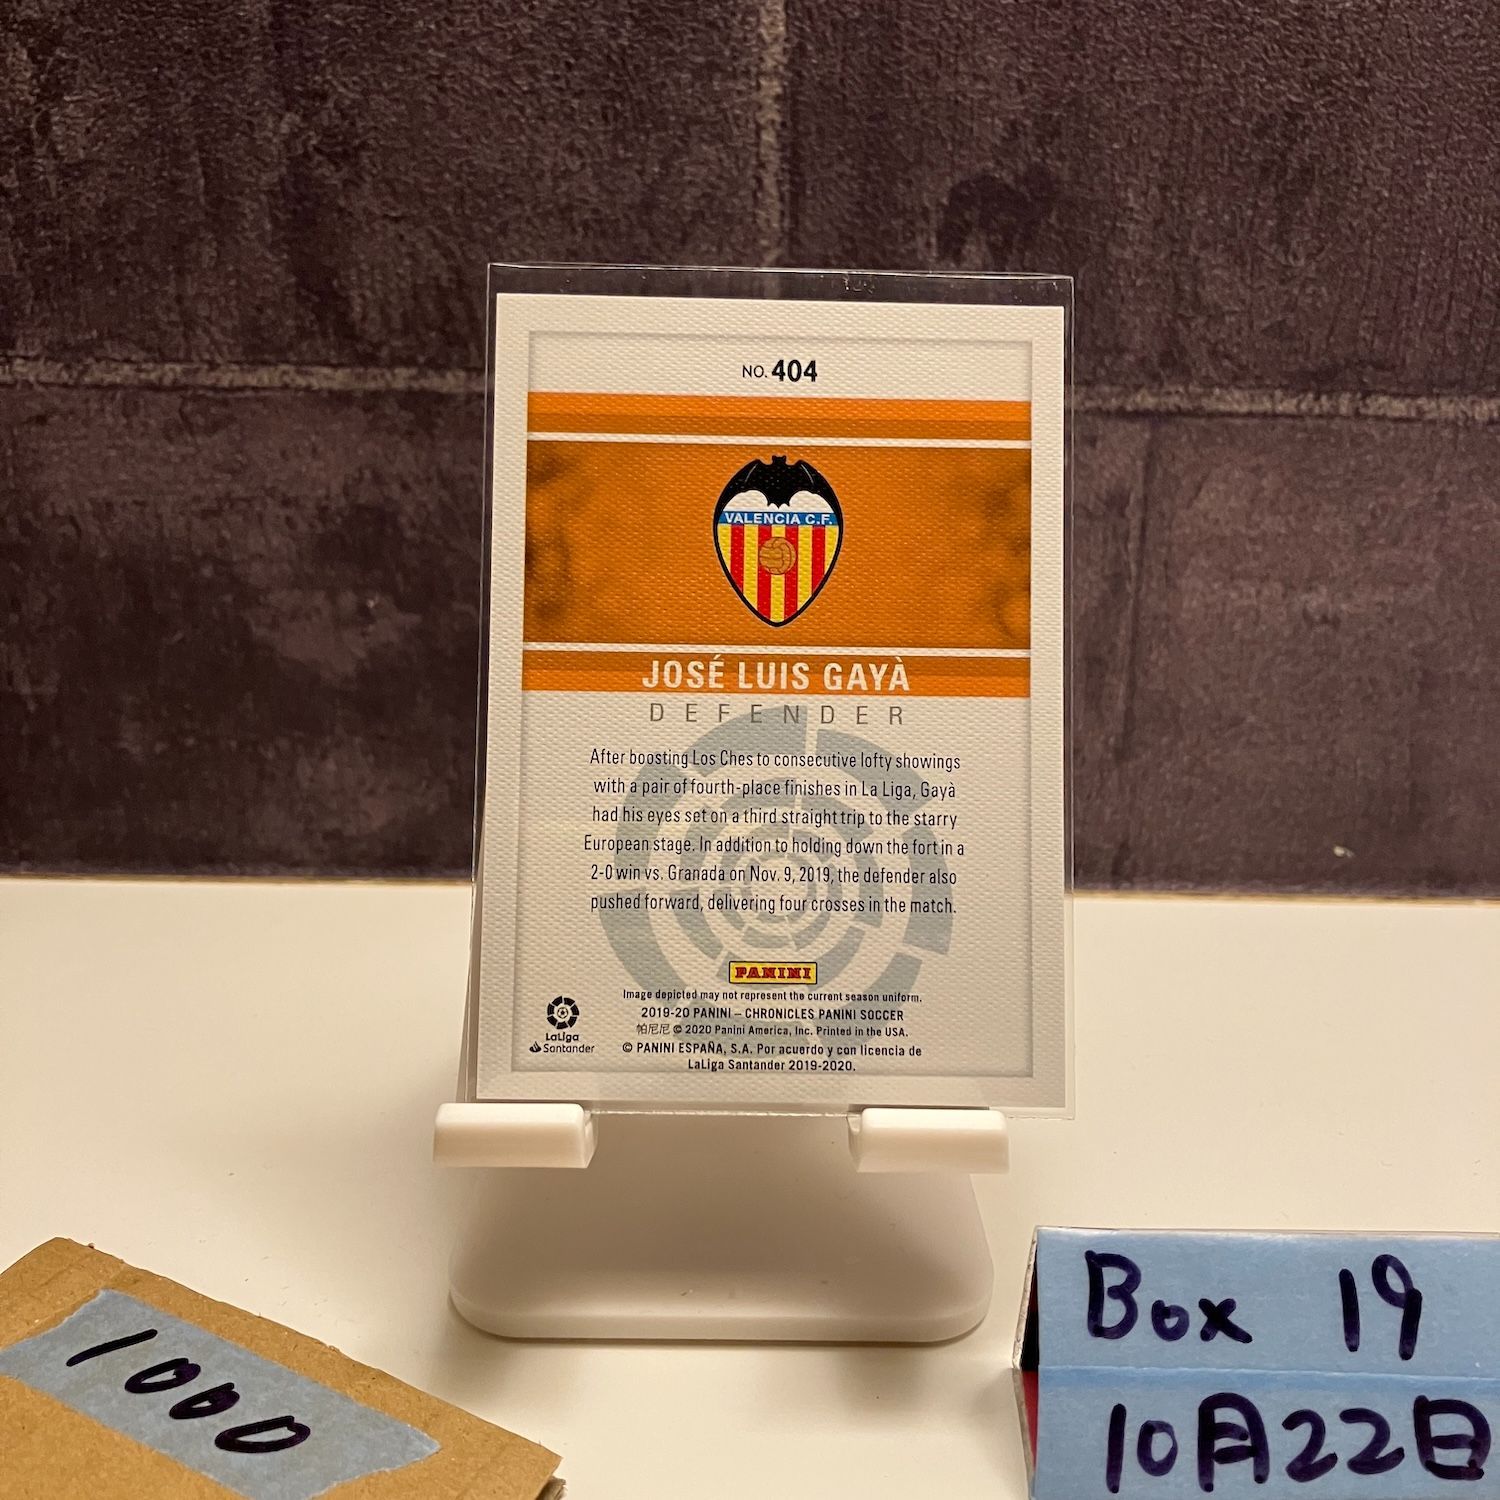 NO. 404
VALENCIA C.F.
JOSÉ LUIS GAYÀ
DEFENDER
After boosting Los Ches to consecutive lofty showings
with a pair of fourth-place finishes in La Liga, Gayà
had his eyes set on a third straight trip to the starry
European stage. In addition to holding down the fort in a
2-0 win vs. Granada on Nov. 9, 2019, the defender also
pushed forward, delivering four crosses in the match.
PANINI
Image depicted may not represent the current season uniform.
2019-20 PANINI – CHRONICLES PANINI SOCCER
帕尼尼 © 2020 Panini America, Inc. Printed in the USA.
© PANINI ESPAÑA, S.A. Por acuerdo y con licencia de
LaLiga Santander 2019-2020.
LaLiga
Santander
1000
Box 19
10月22日